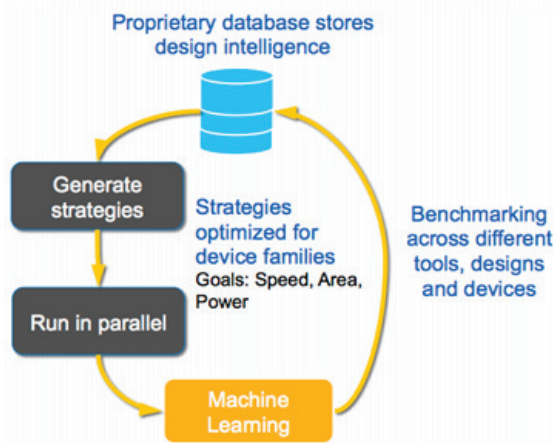 Proprietary database stores
design intelligence
Generate
strategies
Strategies
optimized for
device families
Goals: Speed, Area,
Power
Benchmarking
across different
tools, designs
and devices
Run in parallel
Machine
Learning